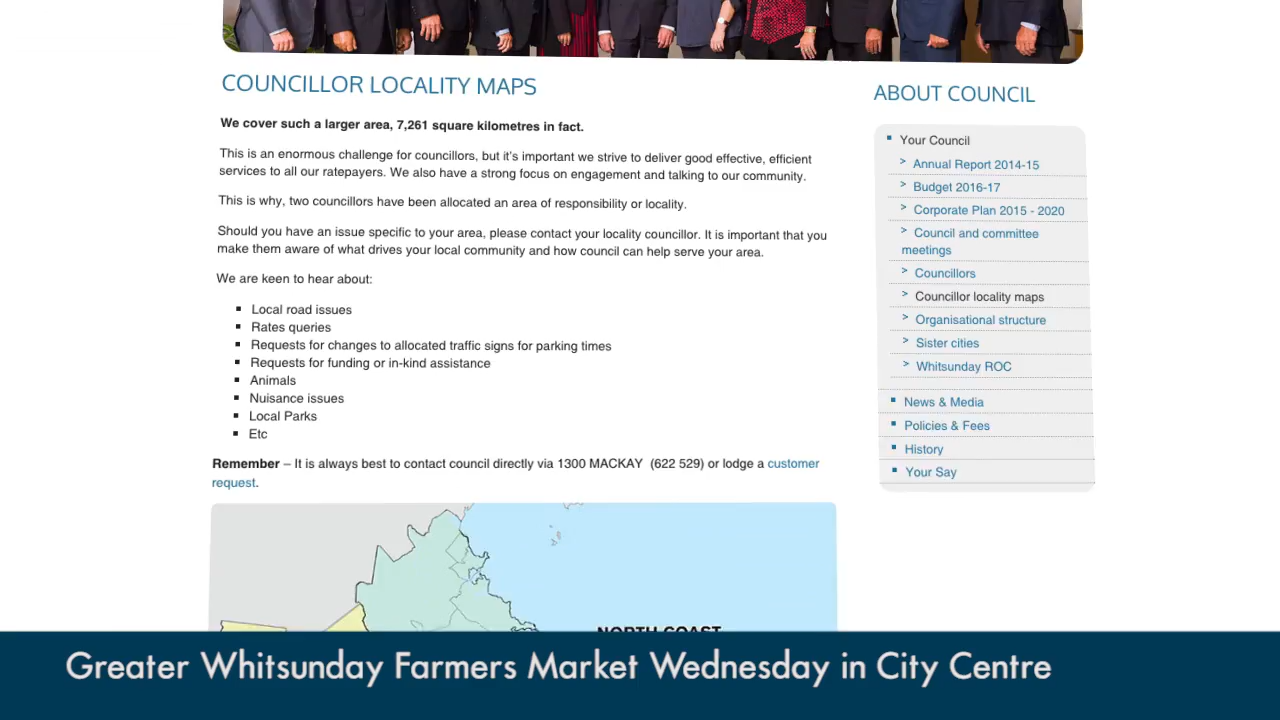 COUNCILLOR LOCALITY MAPS
We cover such a larger area, 7,261 square kilometres in fact.
This is an enormous challenge for councillors, but it's important we strive to deliver good effective, efficient
services to all our ratepayers. We also have a strong focus on engagement and talking to our community.
This is why, two councillors have been allocated an area of responsibility or locality.
Should you have an issue specific to your area, please contact your locality councillor. It is important that you
make them aware of what drives your local community and how council can help serve your area.
We are keen to hear about:
Local road issues
Rates queries
Requests for changes to allocated traffic signs for parking times
Requests for funding or in-kind assistance
Animals
Nuisance issues
Local Parks
Etc
Remember – It is always best to contact council directly via 1300 MACKAY (622 529) or lodge a customer
request.
NORTH COAST
ABOUT COUNCIL
Your Council
> Annual Report 2014-15
> Budget 2016-17
> Corporate Plan 2015 - 2020
> Council and committee
meetings
> Councillors
> Councillor locality maps
> Organisational structure
> Sister cities
> Whitsunday ROC
News & Media
Policies & Fees
History
Your Say
Greater Whitsunday Farmers Market Wednesday in City Centre